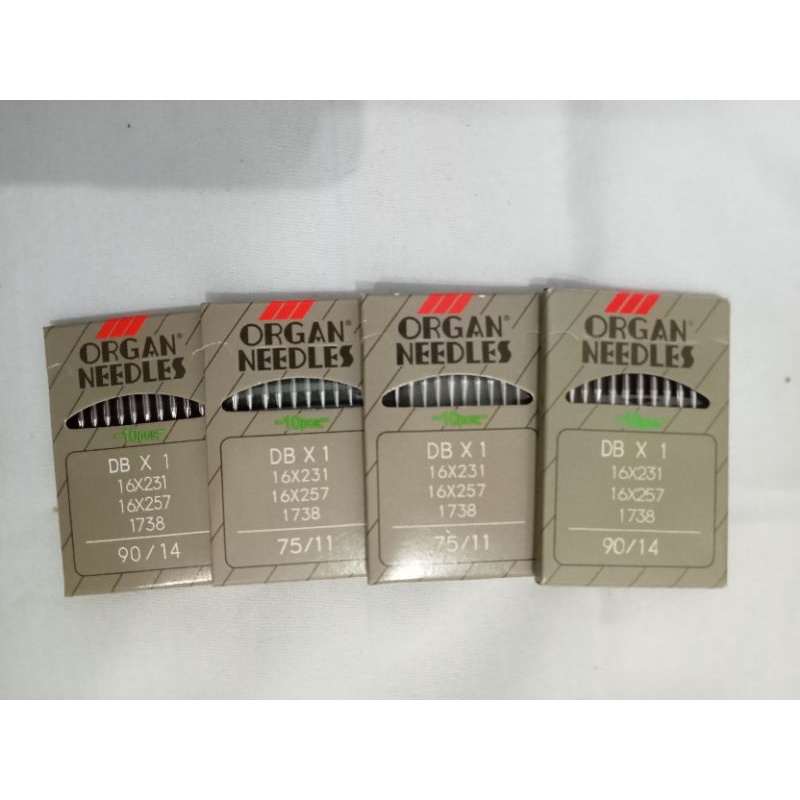 ORGAN®
NEEDLES
10pcs
DB X 1
16X231
16X257
1738
90/14
ORGAN®
NEEDLES
10pcs
DB X 1
16X231
16X257
1738
75/11
ORGAN®
NEEDLES
10pcs
DB X 1
16X231
16X257
1738
75/11
ORGAN®
NEEDLES
10pcs
DB X 1
16X231
16X257
1738
90/14